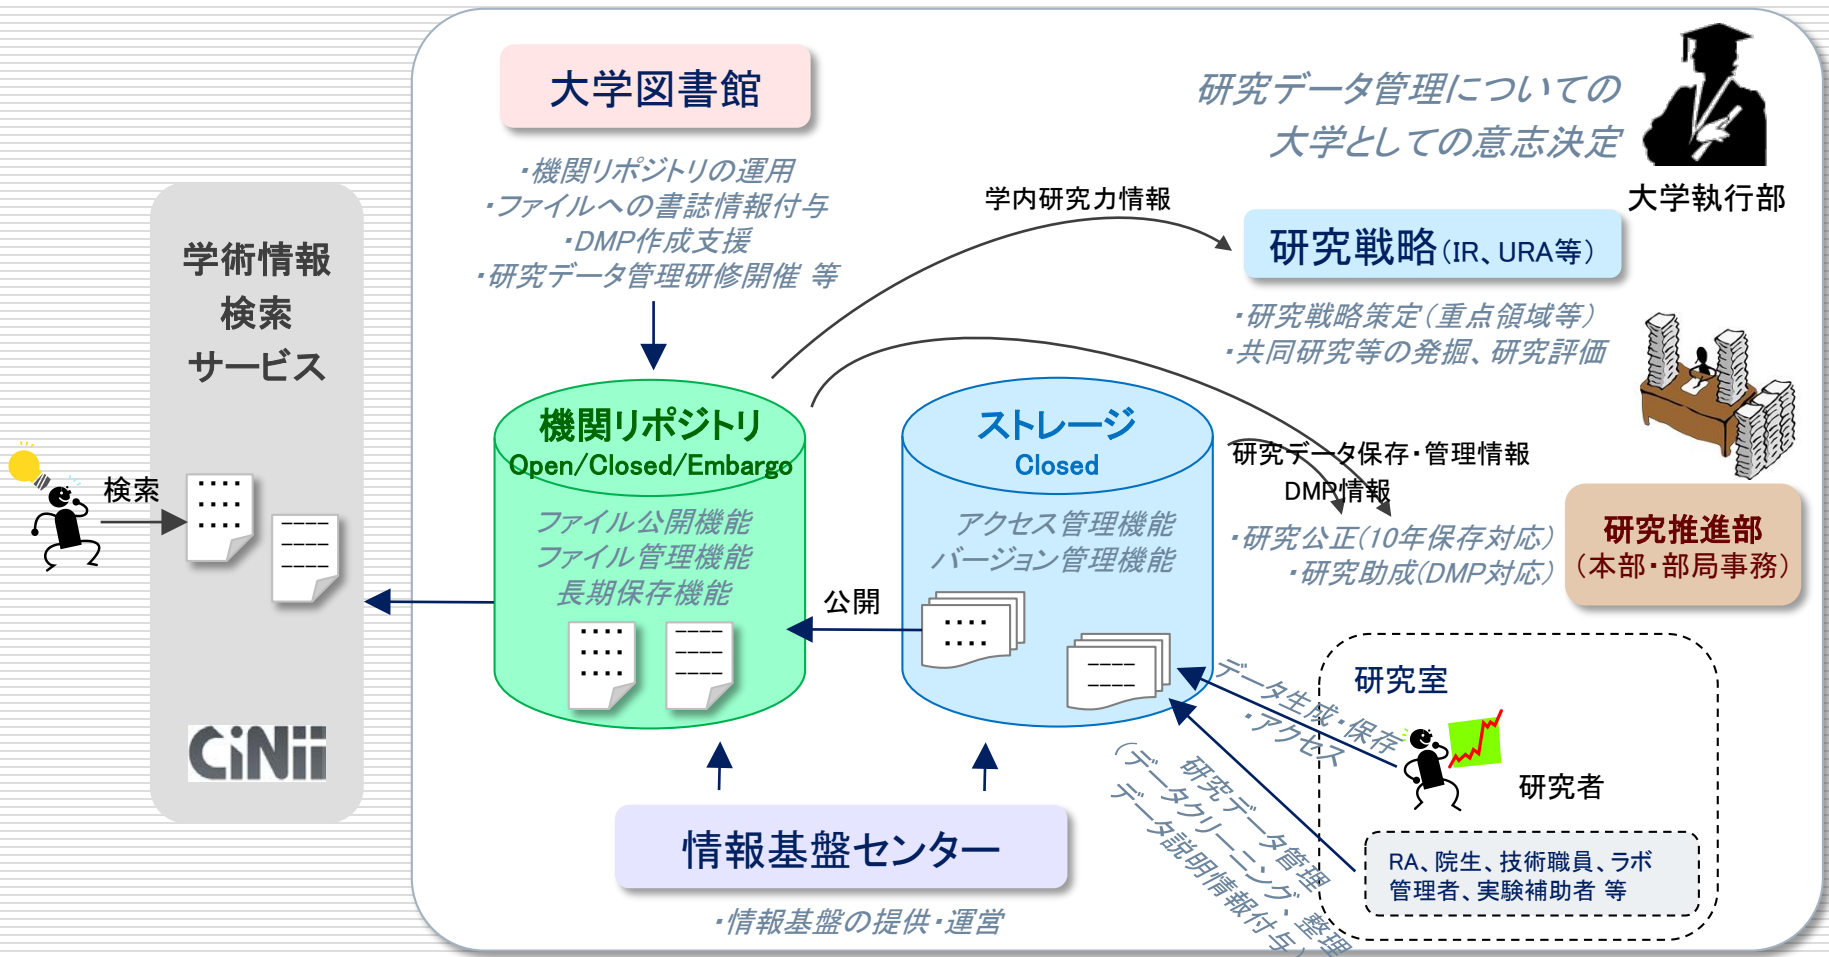 大学図書館
・機関リポジトリの運用
・ファイルへの書誌情報付与
・DMP作成支援
・研究データ管理研修開催 等
研究データ管理についての
大学としての意志決定
大学執行部
学内研究力情報
研究戦略(IR、URA等)
・研究戦略策定(重点領域等)
・共同研究等の発掘、研究評価
学術情報
検索
サービス
検索
CiNii
機関リポジトリ
Open/Closed/Embargo
ファイル公開機能
ファイル管理機能
長期保存機能
公開
ストレージ
Closed
アクセス管理機能
バージョン管理機能
研究データ保存・管理情報
DMP情報
・研究公正(10年保存対応)
・研究助成(DMP対応)
研究推進部
(本部・部局事務)
研究室
データ生成・保存
・アクセス
研究者
研究データ管理
(データクリーニング、整理
データ説明情報付与)
RA、院生、技術職員、ラボ
管理者、実験補助者 等
情報基盤センター
・情報基盤の提供・運営